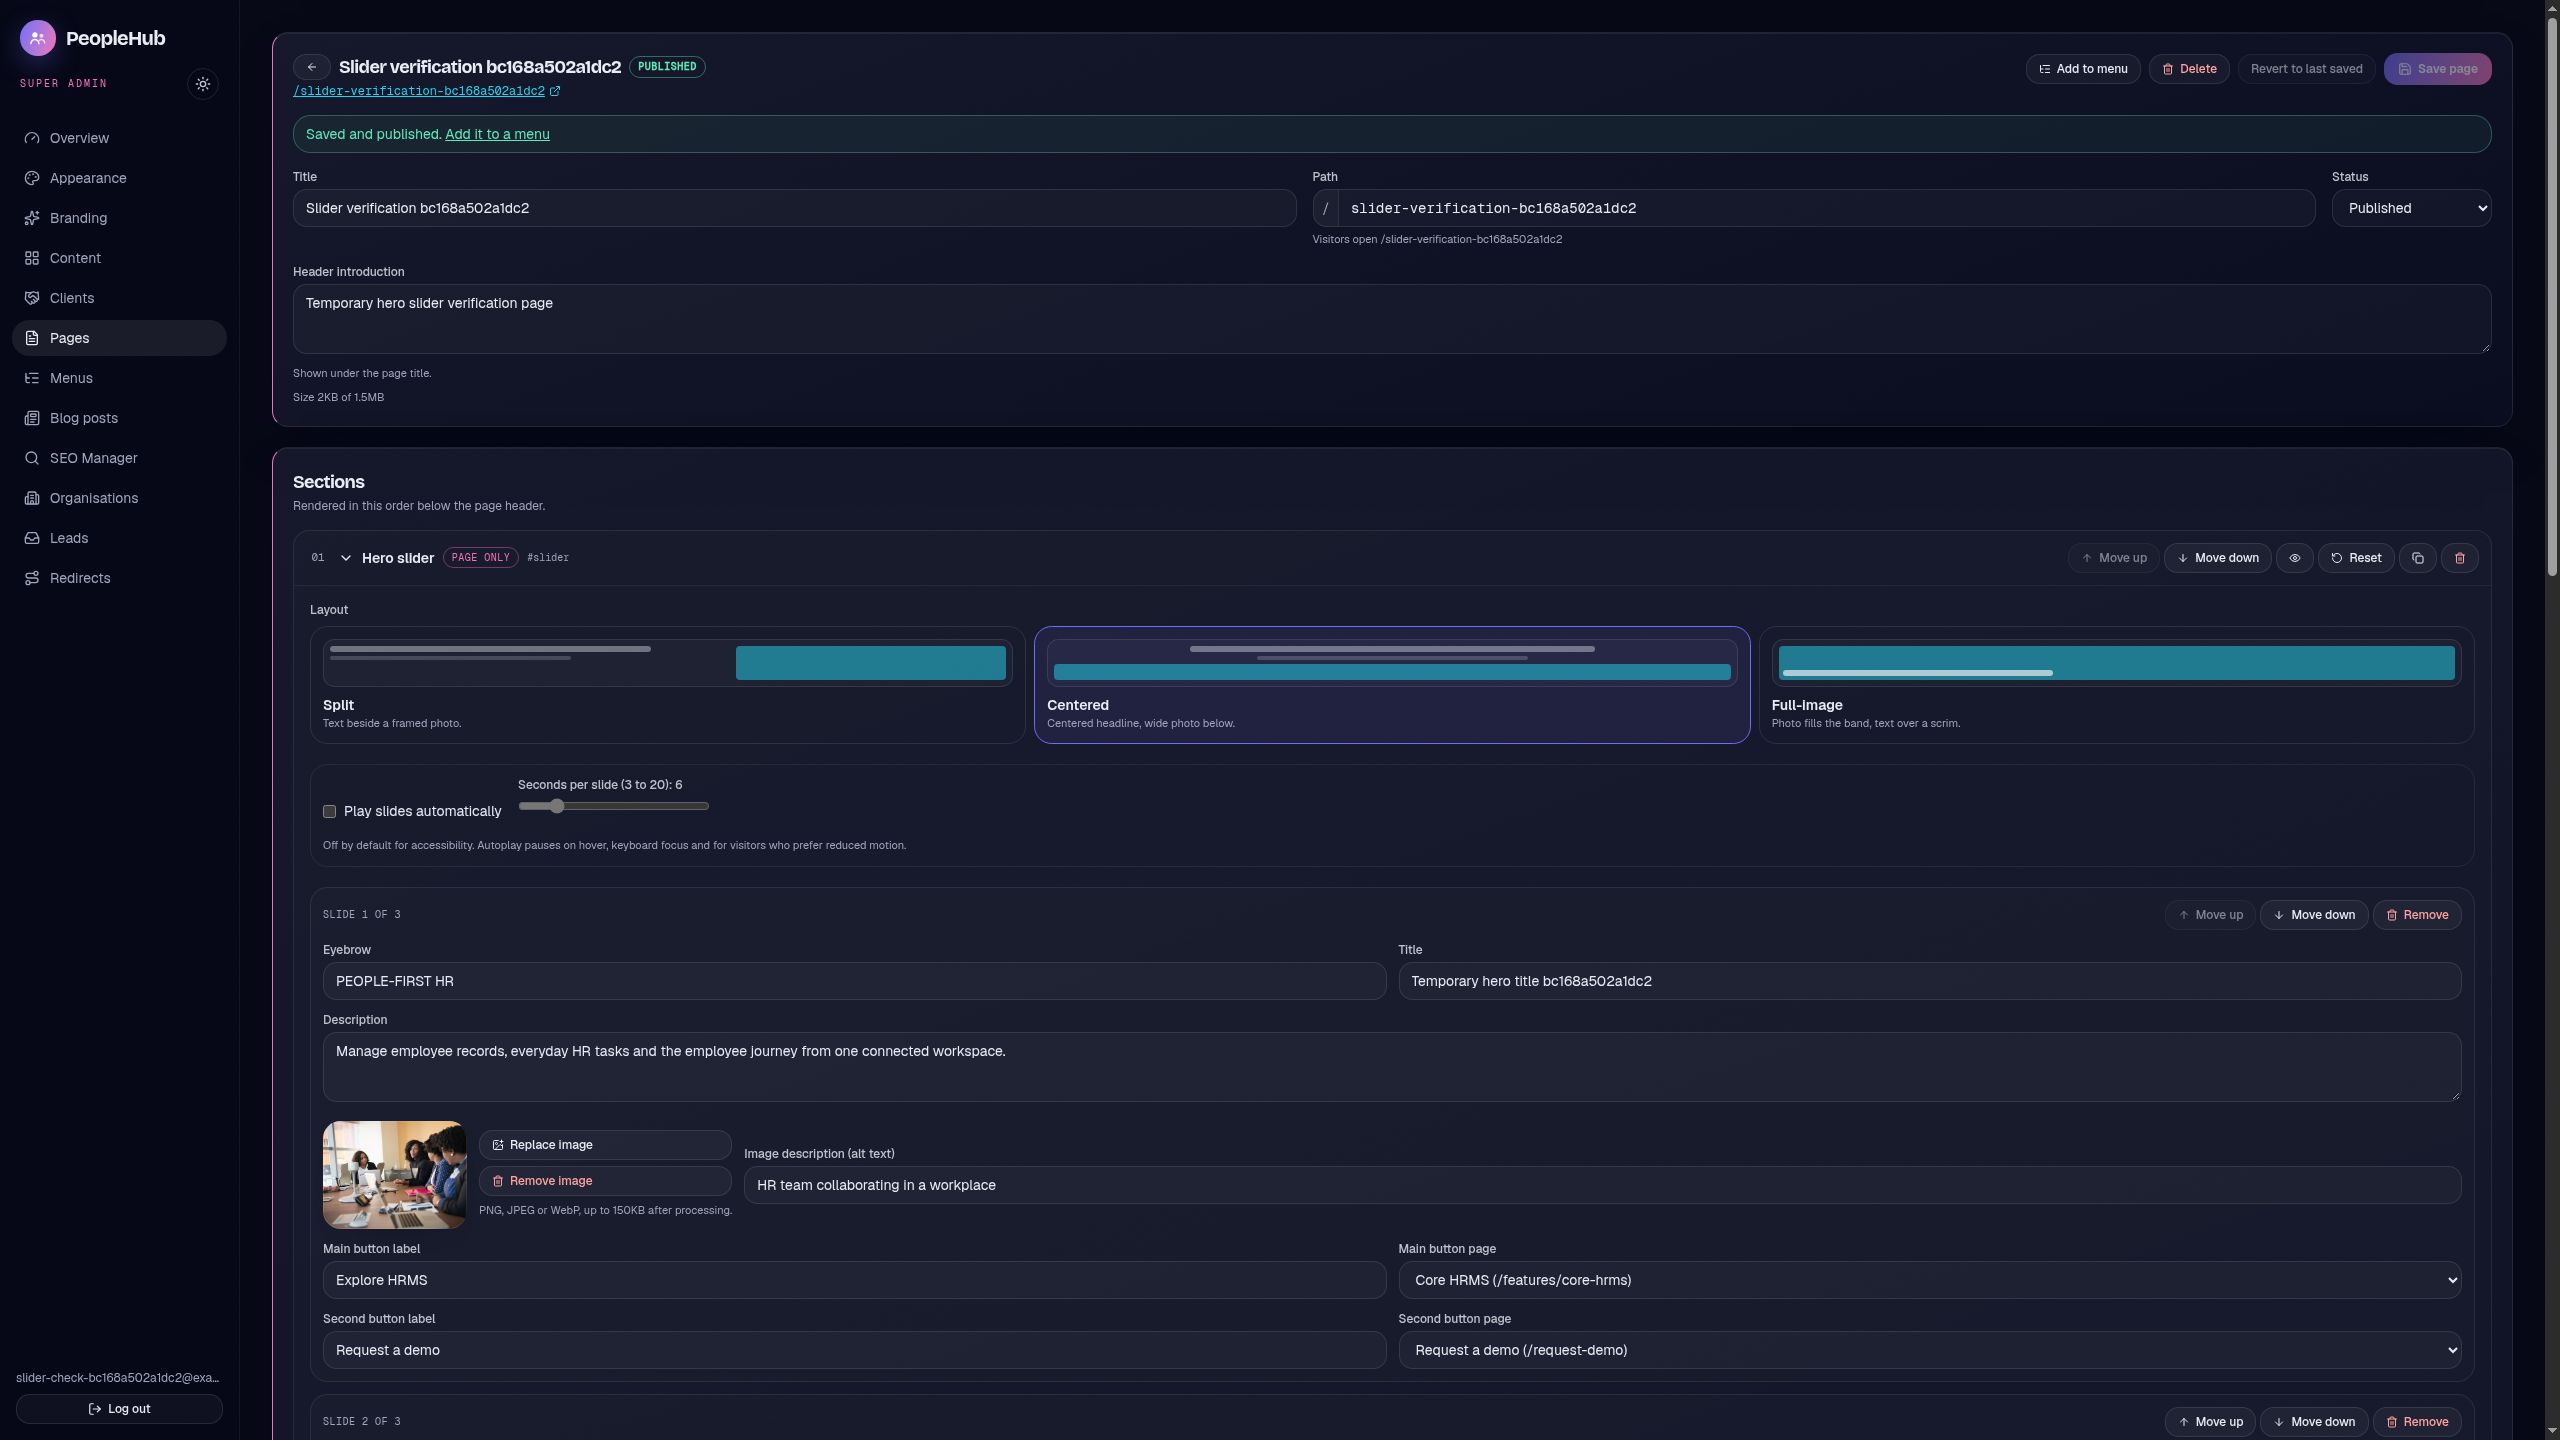 PeopleHub
SUPER ADMIN
Overview
Appearance
Branding
Content
Clients
Pages
Menus
Blog posts
SEO Manager
Organisations
Leads
Redirects
slider-check-bc168a502a1dc2@exa...
Log out
Slider verification bc168a502a1dc2 PUBLISHED
/slider-verification-bc168a502a1dc2
Add to menu Delete Revert to last saved Save page
Saved and published. Add it to a menu
Title Path Status
Slider verification bc168a502a1dc2 / slider-verification-bc168a502a1dc2 Published
Visitors open /slider-verification-bc168a502a1dc2
Header introduction
Temporary hero slider verification page
Shown under the page title.
Size 2KB of 1.5MB
Sections
Rendered in this order below the page header.
01 Hero slider PAGE ONLY #slider Move up Move down Reset
Layout
Split Centered Full-image
Text beside a framed photo. Centered headline, wide photo below. Photo fills the band, text over a scrim.
Seconds per slide (3 to 20): 6
Play slides automatically
Off by default for accessibility. Autoplay pauses on hover, keyboard focus and for visitors who prefer reduced motion.
SLIDE 1 OF 3 Move up Move down Remove
Eyebrow Title
PEOPLE-FIRST HR Temporary hero title bc168a502a1dc2
Description
Manage employee records, everyday HR tasks and the employee journey from one connected workspace.
Replace image
Remove image
PNG, JPEG or WebP, up to 150KB after processing.
Image description (alt text)
HR team collaborating in a workplace
Main button label Main button page
Explore HRMS Core HRMS (/features/core-hrms)
Second button label Second button page
Request a demo Request a demo (/request-demo)
SLIDE 2 OF 3 Move up Move down Remove